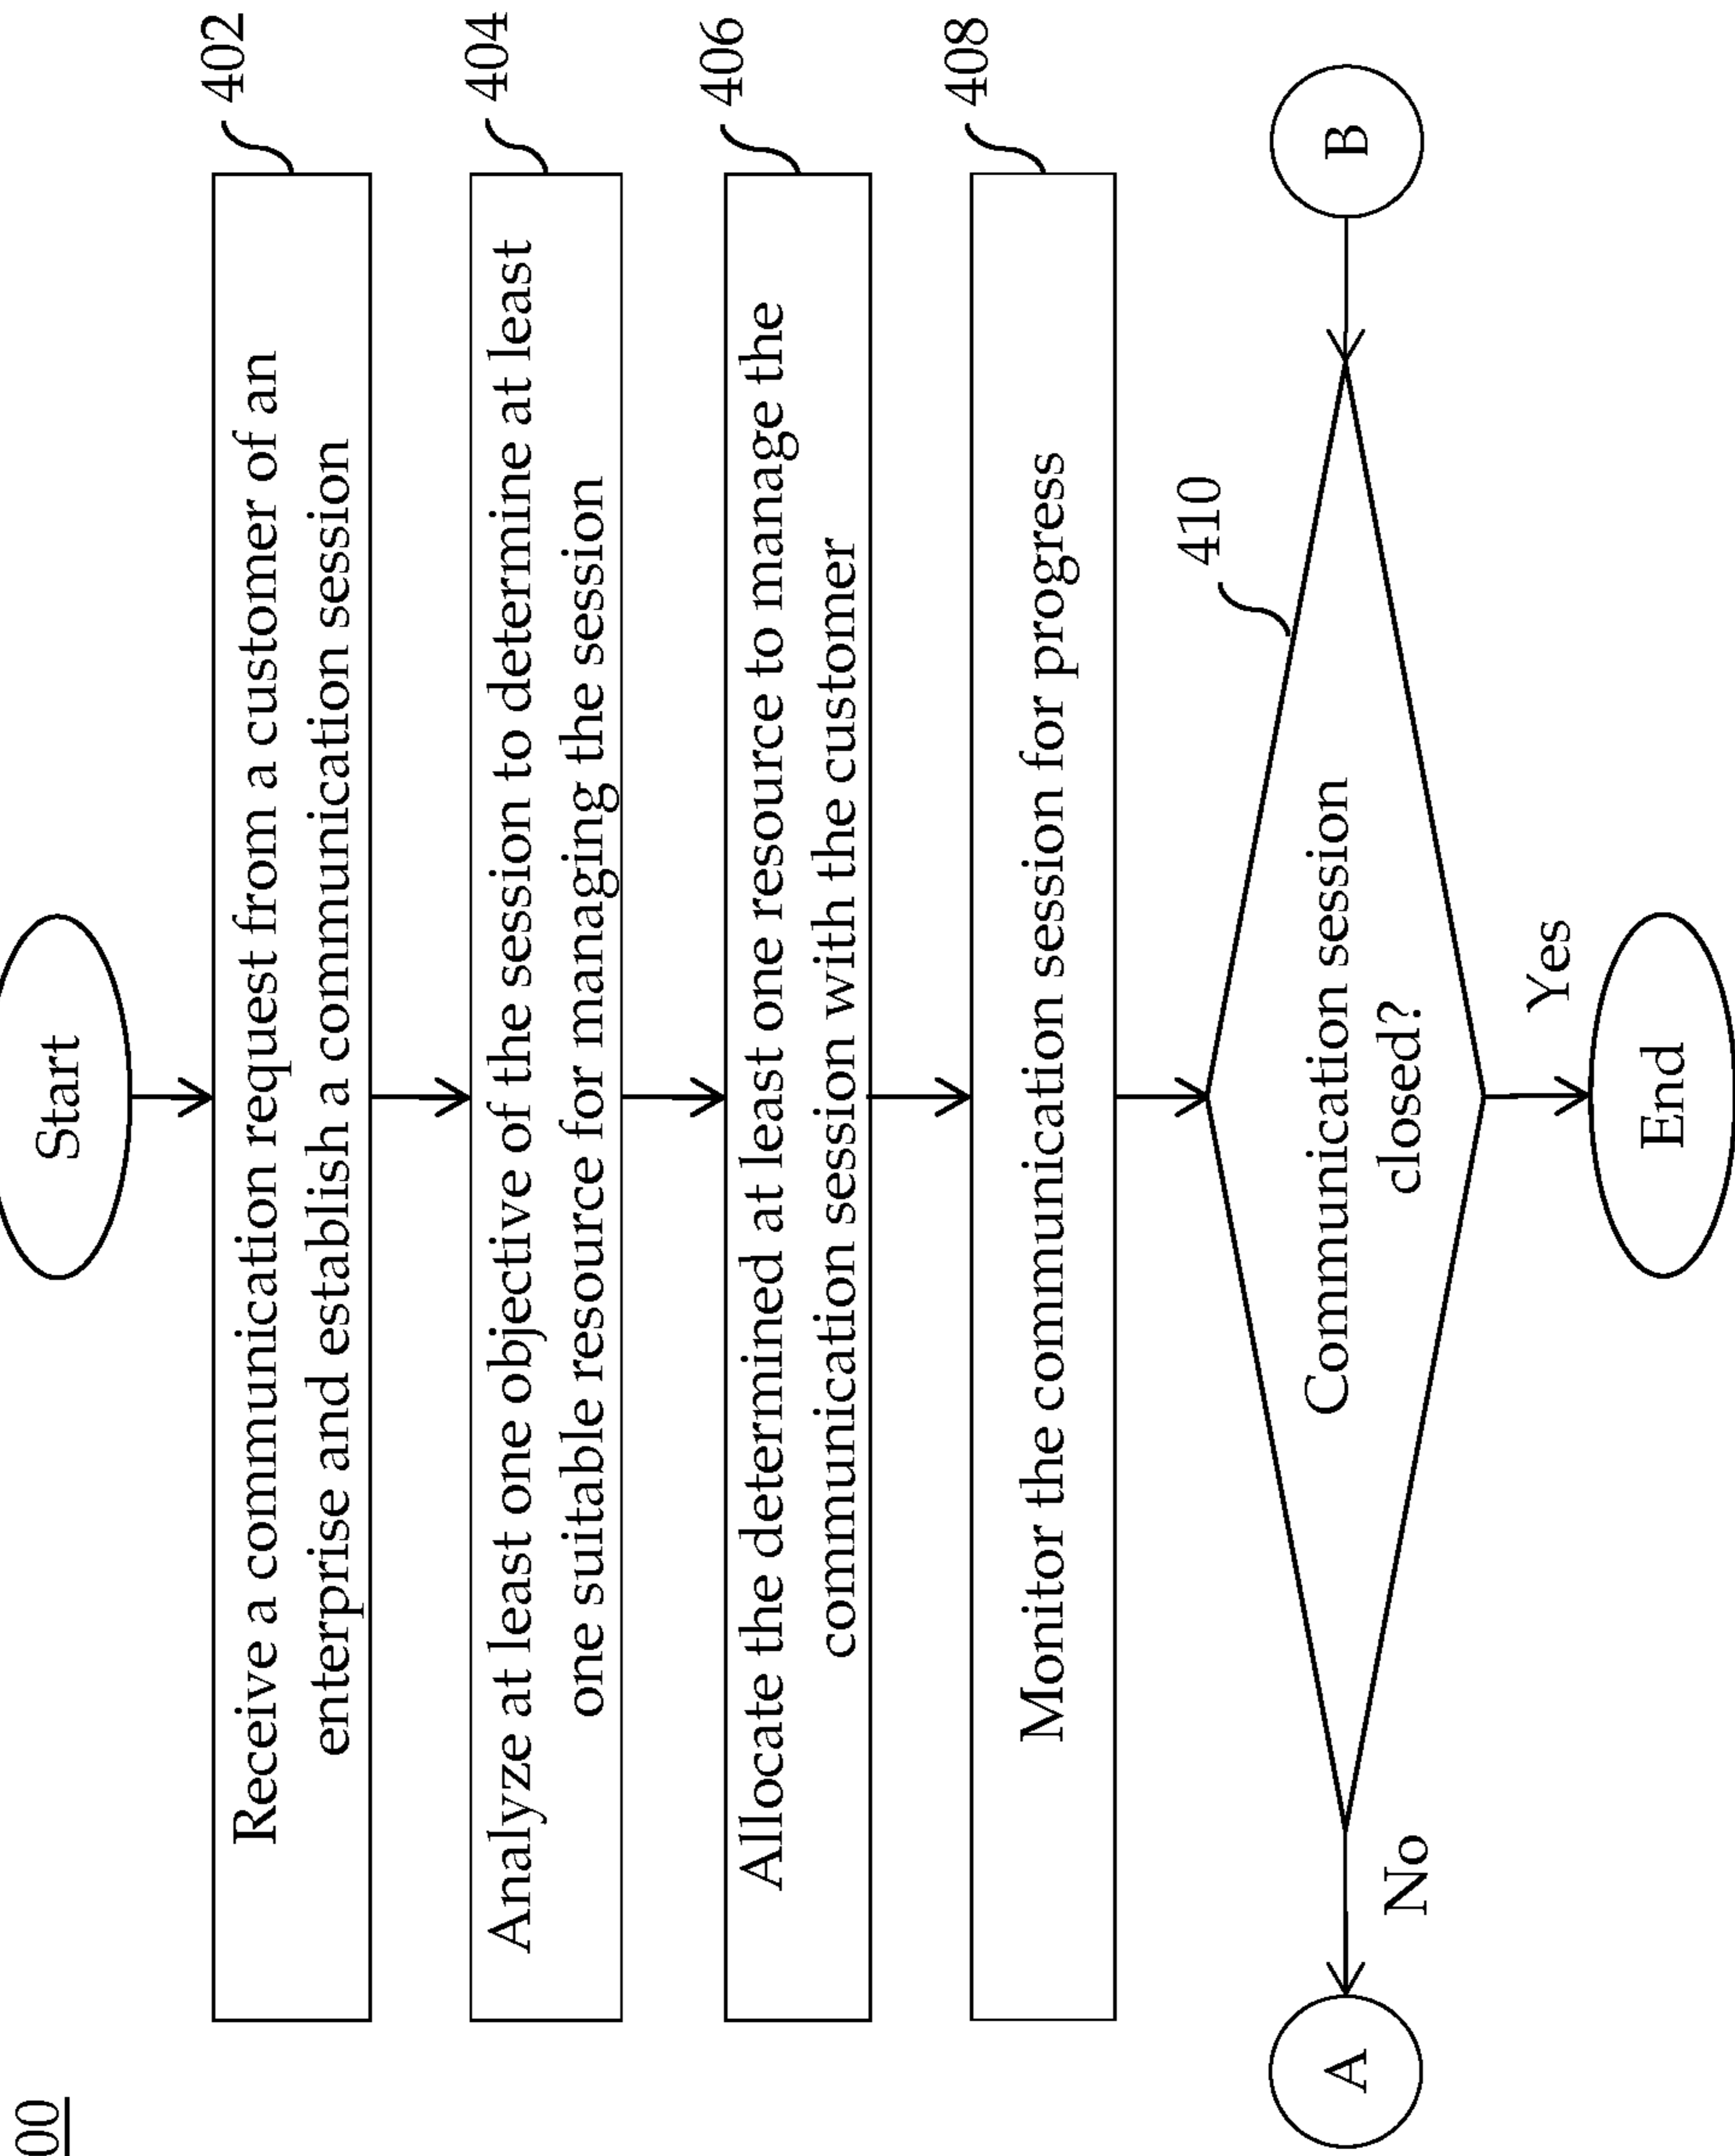 00
Start
402
Receive a communication request from a customer of an
enterprise and establish a communication session
404
Analyze at least one objective of the session to determine at least
one suitable resource for managing the session
406
Allocate the determined at least one resource to manage the
communication session with the customer
408
Monitor the communication session for progress
410
Communication session
closed?
A
No
B
Yes
End